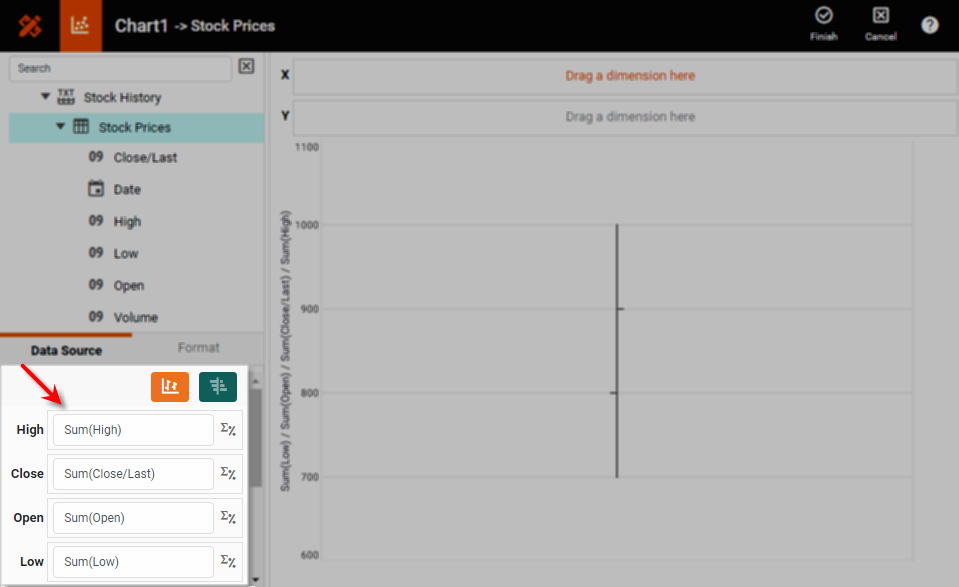 Chart1 -> Stock Prices
Finish
Cancel
?
Search
X
Drag a dimension here
Stock History
TXT
Y
Drag a dimension here
Stock Prices
09 Close/Last
Date
09 High
09 Low
09 Open
09 Volume
1100
1000
900
800
700
600
Sum(Low) / Sum(Open) / Sum(Close/Last) / Sum(High)
Data Source
Format
High
Sum(High)
Σ⁒
Close
Sum(Close/Last)
Σ⁒
Open
Sum(Open)
Σ⁒
Low
Sum(Low)
Σ⁒